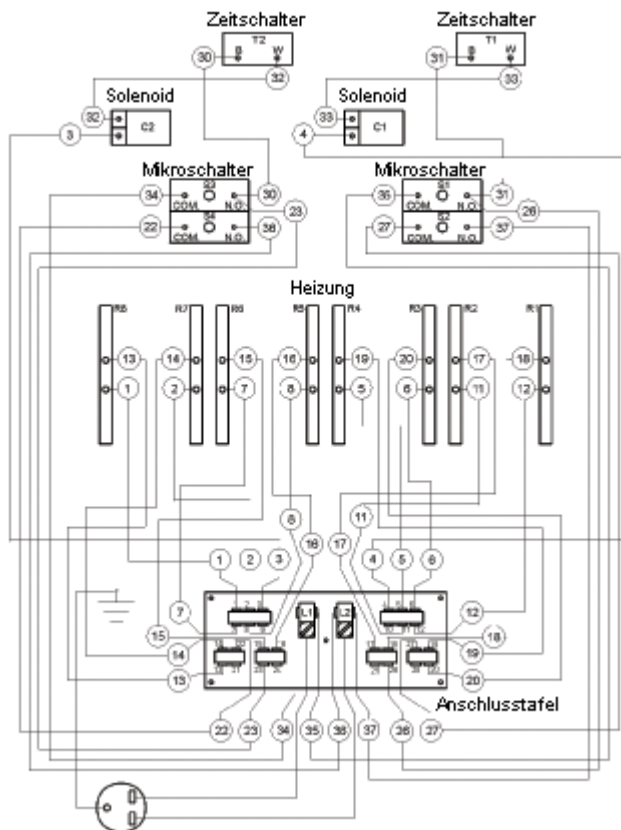 Zeitschalter Zeitschalter
T2 T1
30 B W 31 B W
32 33
Solenoid Solenoid
32 33
3 C2 4 C1
Mikroschalter Mikroschalter
S3 S1
34 30 35 31
COM. N.O. 23 COM. N.O. 26
S4 S2
22 36 27 37
COM. N.O. COM. N.O.
Heizung
R8 R7 R6 R5 R4 R3 R2 R1
13 14 15 16 19 20 17 18
1 2 7 8 5 6 11 12
8 11
16 17
1 2 3 4 5 6
L1 L2
7 12
15 18
14 19
13 20
Anschlusstafel
22 23 34 35 36 37 26 27